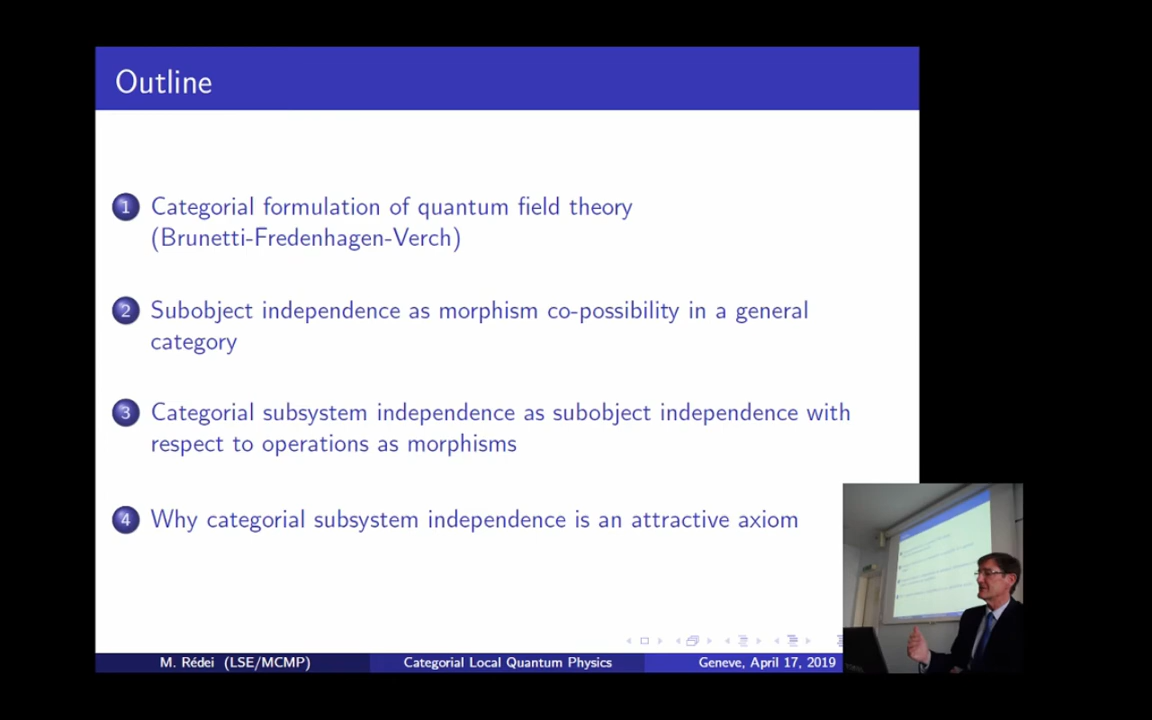 Outline
1 Categorial formulation of quantum field theory
(Brunetti-Fredenhagen-Verch)
2 Subobject independence as morphism co-possibility in a general
category
3 Categorial subsystem independence as subobject independence with
respect to operations as morphisms
4 Why categorial subsystem independence is an attractive axiom
M. Rédei (LSE/MCMP) Categorial Local Quantum Physics Geneve, April 17, 2019